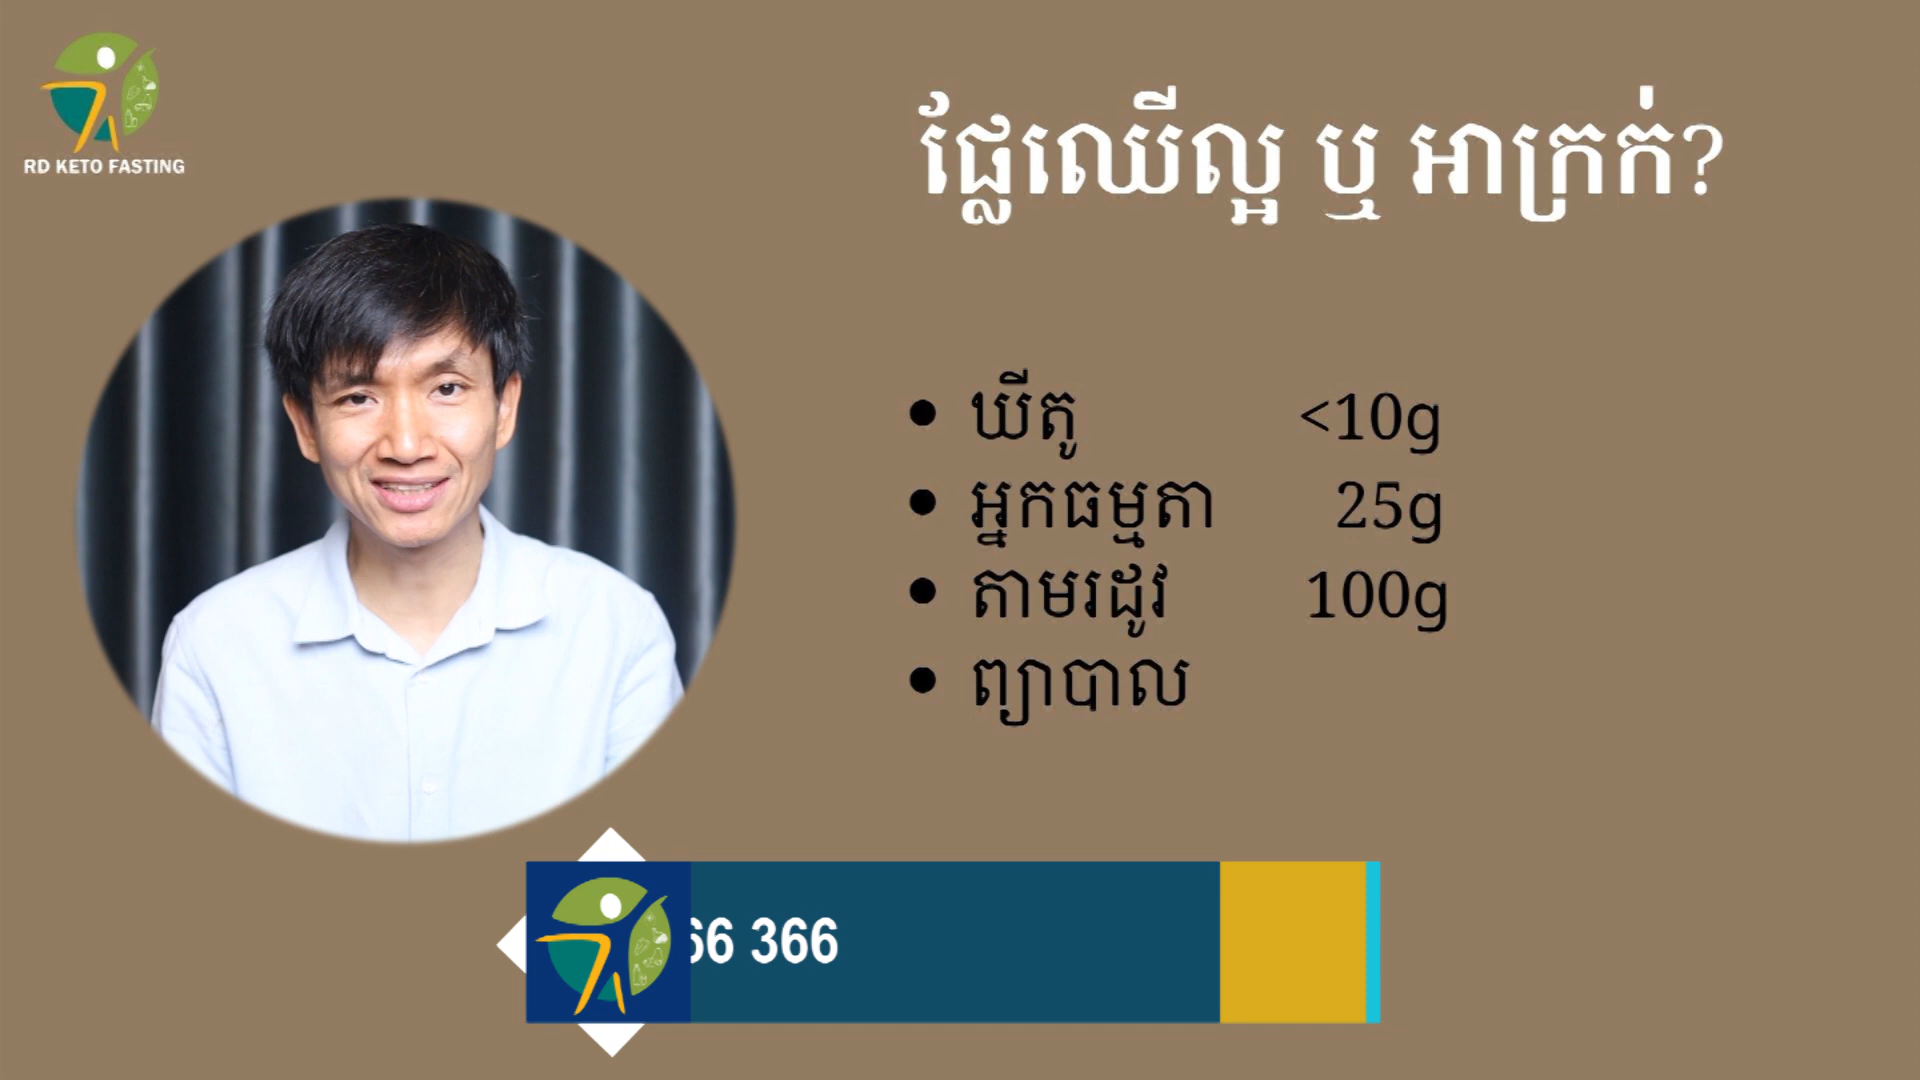 RD KETO FASTING
ផ្លែឈើល្អ ឬ អាក្រក់?
• ឃីតូ <10g
• អ្នកធម្មតា 25g
• តាមរដូវ 100g
• ព្យាបាល
66 366